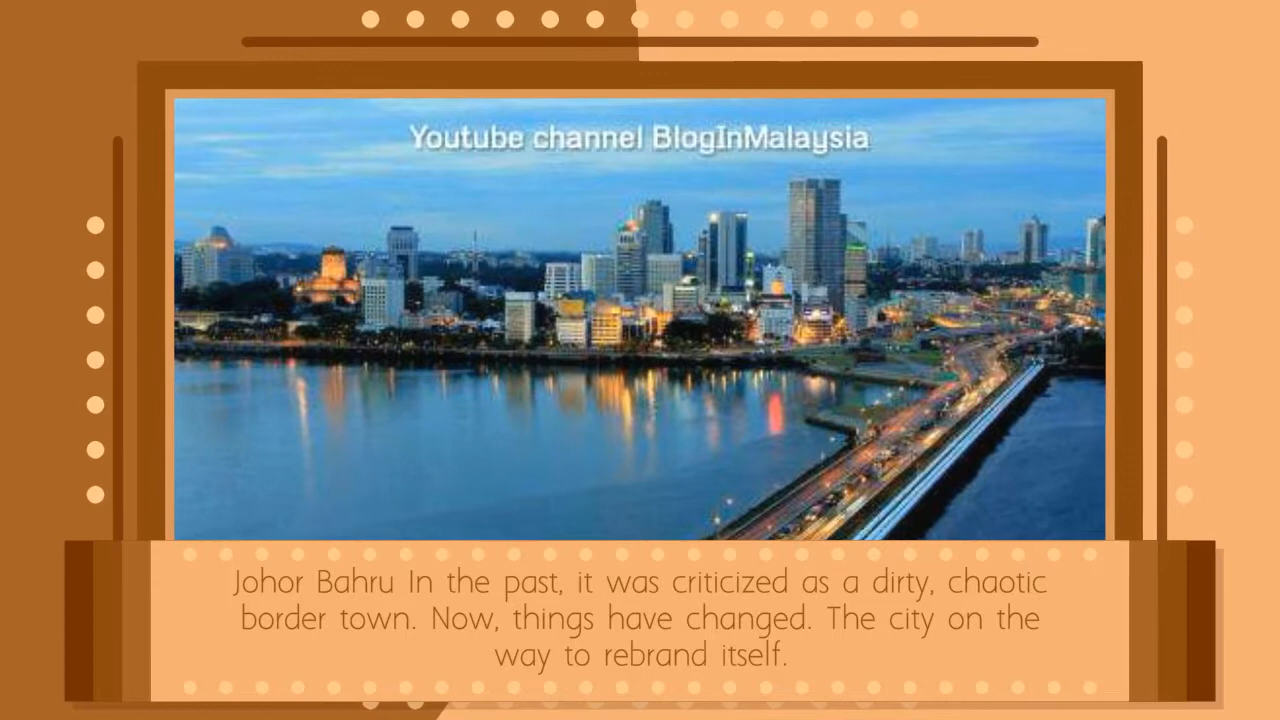 Youtube channel BlogInMalaysia
Johor Bahru In the past, it was criticized as a dirty, chaotic
border town. Now, things have changed. The city on the
way to rebrand itself.